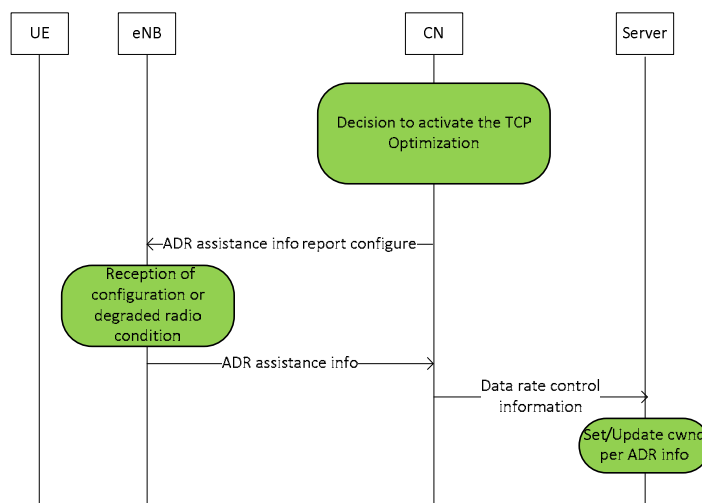 UE
eNB
CN
Server
Decision to activate the TCP
Optimization
ADR assistance info report configure
Reception of
configuration or
degraded radio
condition
ADR assistance info
Data rate control
information
Set/Update cwnd
per ADR info